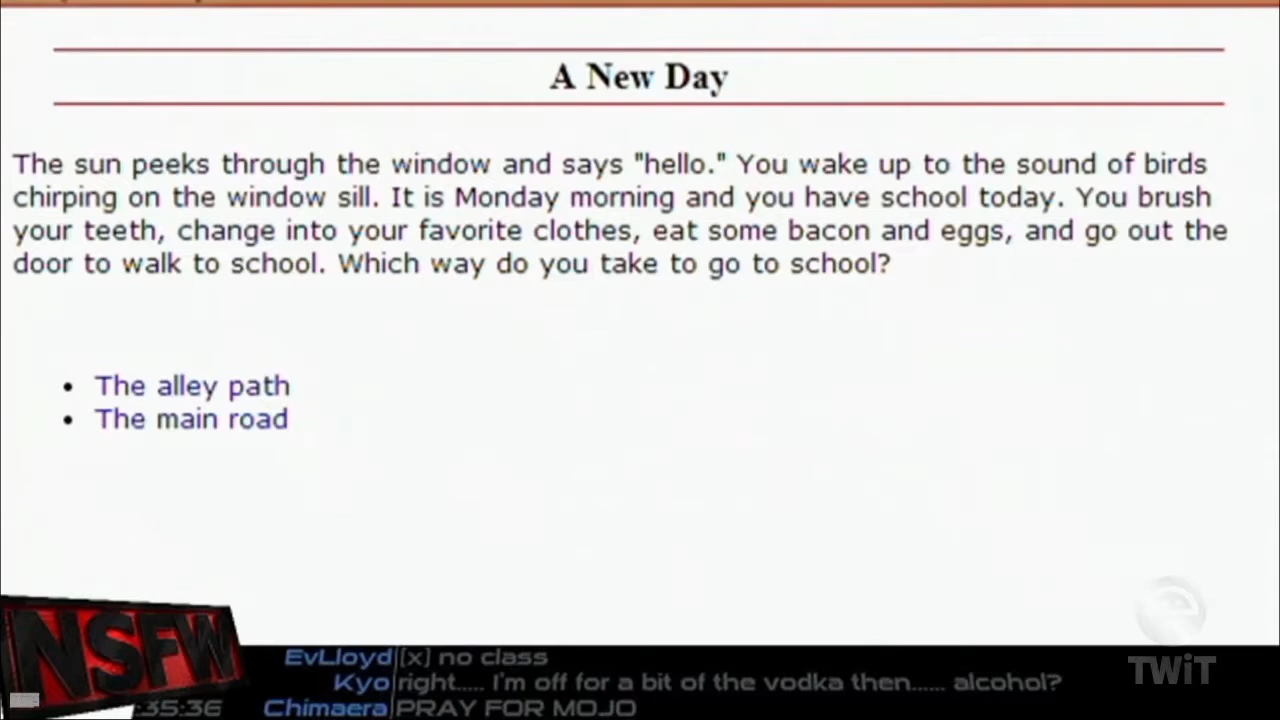 A New Day
The sun peeks through the window and says "hello." You wake up to the sound of birds
chirping on the window sill. It is Monday morning and you have school today. You brush
your teeth, change into your favorite clothes, eat some bacon and eggs, and go out the
door to walk to school. Which way do you take to go to school?
• The alley path
• The main road
NSFW
EvLloyd [x] no class
Kyo right..... I'm off for a bit of the vodka then...... alcohol?
:35:36 Chimaera PRAY FOR MOJO
TWiT